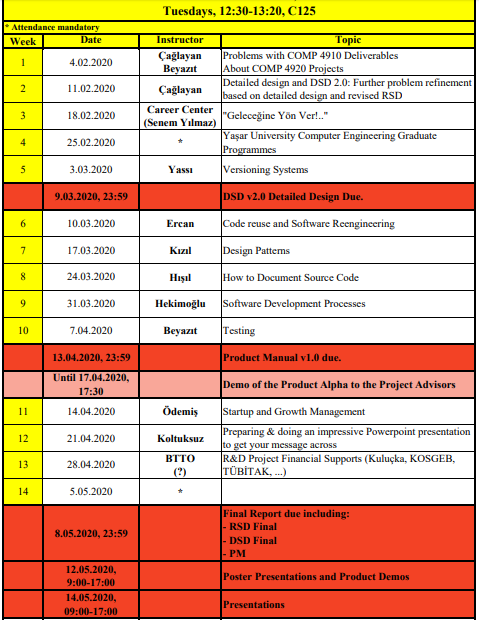 Tuesdays, 12:30-13:20, C125
* Attendance mandatory
Week Date Instructor Topic
1 4.02.2020 Çağlayan Beyazıt Problems with COMP 4910 Deliverables
About COMP 4920 Projects
2 11.02.2020 Çağlayan Detailed design and DSD 2.0: Further problem refinement
based on detailed design and revised RSD
3 18.02.2020 Career Center (Senem Yılmaz) "Geleceğine Yön Ver!.."
4 25.02.2020 * Yaşar University Computer Engineering Graduate
Programmes
5 3.03.2020 Yassı Versioning Systems
9.03.2020, 23:59 DSD v2.0 Detailed Design Due.
6 10.03.2020 Ercan Code reuse and Software Reengineering
7 17.03.2020 Kızıl Design Patterns
8 24.03.2020 Hışıl How to Document Source Code
9 31.03.2020 Hekimoğlu Software Development Processes
10 7.04.2020 Beyazıt Testing
13.04.2020, 23:59 Product Manual v1.0 due.
Until 17.04.2020,
17:30 Demo of the Product Alpha to the Project Advisors
11 14.04.2020 Ödemiş Startup and Growth Management
12 21.04.2020 Koltuksuz Preparing & doing an impressive Powerpoint presentation
to get your message across
13 28.04.2020 BTTO (?) R&D Project Financial Supports (Kuluçka, KOSGEB,
TÜBİTAK, ...)
14 5.05.2020 *
8.05.2020, 23:59 Final Report due including:
- RSD Final
- DSD Final
- PM
12.05.2020,
9:00-17:00 Poster Presentations and Product Demos
14.05.2020,
09:00-17:00 Presentations